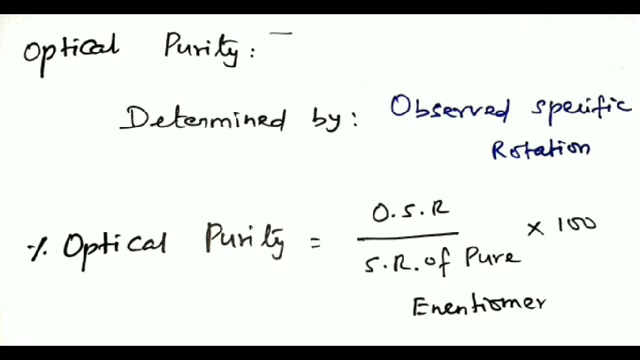 Optical Purity: -
Determined by: Observed specific
Rotation
% Optical Purity = O.S.R / S.R. of Pure × 100
Enentiomer